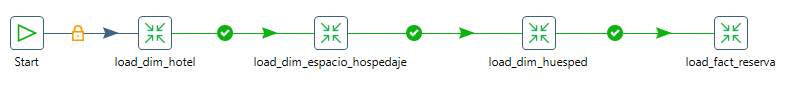 Start
load_dim_hotel
load_dim_espacio_hospedaje
load_dim_huesped
load_fact_reserva